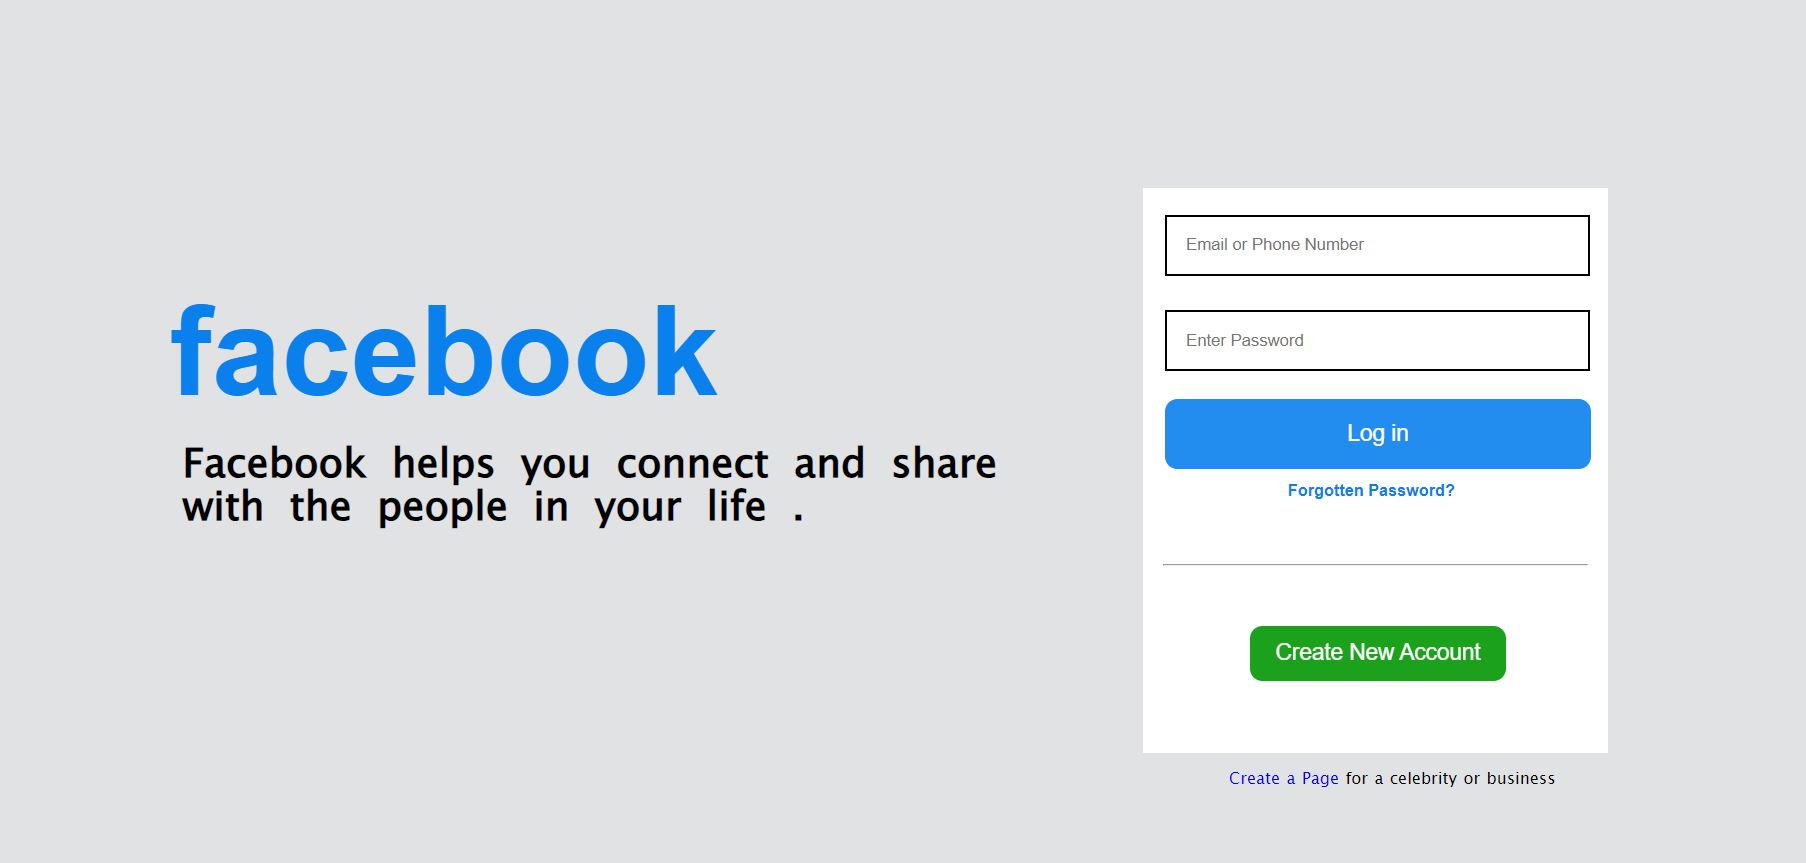 facebook
Facebook helps you connect and share
with the people in your life .
Email or Phone Number
Enter Password
Log in
Forgotten Password?
Create New Account
Create a Page for a celebrity or business